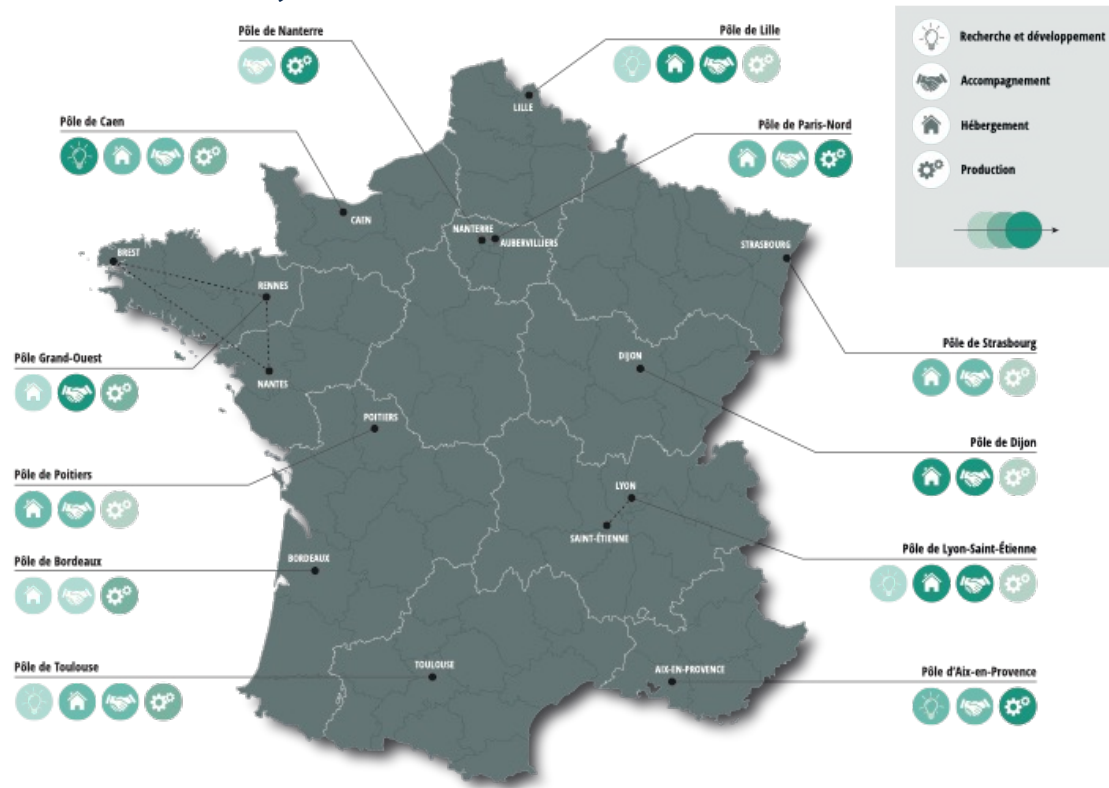 Pôle de Nanterre
Pôle de Lille
Recherche et développement
Accompagnement
Hébergement
Production
Pôle de Caen
Pôle de Paris-Nord
LILLE
CAEN
NANTERRE
AUBERVILLIERS
STRASBOURG
BREST
RENNES
NANTES
Pôle Grand-Ouest
Pôle de Strasbourg
DIJON
POITIERS
Pôle de Dijon
Pôle de Poitiers
LYON
SAINT-ÉTIENNE
Pôle de Lyon-Saint-Étienne
Pôle de Bordeaux
BORDEAUX
Pôle de Toulouse
TOULOUSE
AIX-EN-PROVENCE
Pôle d'Aix-en-Provence